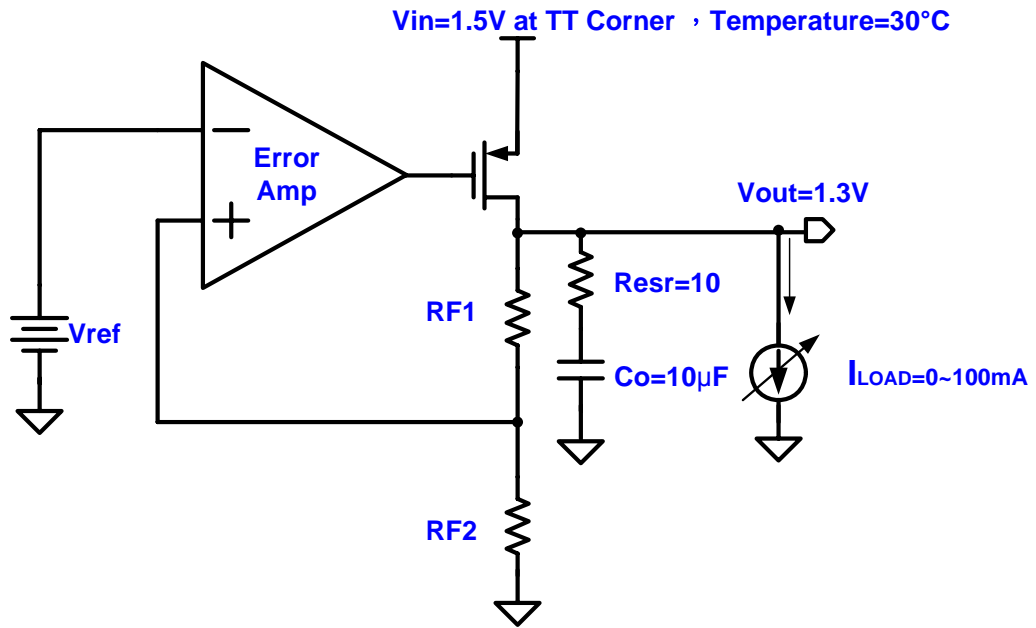 Vin=1.5V at TT Corner ，Temperature=30°C
Error
Amp
Vout=1.3V
Resr=10
RF1
Vref
Co=10μF
ILOAD=0~100mA
RF2